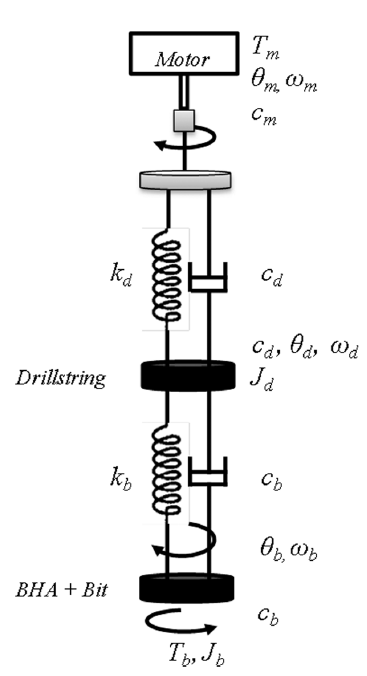 Motor
T_m
θ_m, ω_m
c_m
k_d c_d
c_d, θ_d, ω_d
Drillstring J_d
k_b c_b
θ_b, ω_b
BHA + Bit
c_b
T_b, J_b